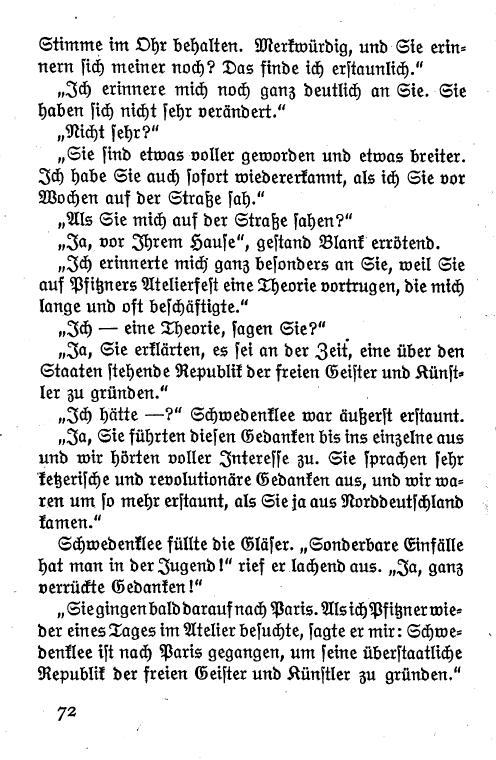 Stimme im Ohr behalten. Merkwürdig, und Sie erin-
nern sich meiner noch? Das finde ich erstaunlich.“
„Ich erinnere mich noch ganz deutlich an Sie. Sie
haben sich nicht sehr verändert.“
„Nicht sehr?“
„Sie sind etwas voller geworden und etwas breiter.
Ich habe Sie auch sofort wiedererkannt, als ich Sie vor
Wochen auf der Straße sah.“
„Als Sie mich auf der Straße sahen?“
„Ja, vor Ihrem Hause“, gestand Blank errötend.
„Ich erinnerte mich ganz besonders an Sie, weil Sie
auf Pfitzners Atelierfest eine Theorie vortrugen, die mich
lange und oft beschäftigte.“
„Ich — eine Theorie, sagen Sie?“
„Ja, Sie erklärten, es sei an der Zeit, eine über den
Staaten stehende Republik der freien Geister und Künst-
ler zu gründen.“
„Ich hätte —?“ Schwedenklee war äußerst erstaunt.
„Ja, Sie führten diesen Gedanken bis ins einzelne aus
und wir hörten voller Interesse zu. Sie sprachen sehr
ketzerische und revolutionäre Gedanken aus, und wir wa-
ren um so mehr erstaunt, als Sie ja aus Norddeutschland
kamen.“
Schwedenklee füllte die Gläser. „Sonderbare Einfälle
hat man in der Jugend!“ rief er lachend aus. „Ja, ganz
verrückte Gedanken!“
„Sie gingen bald darauf nach Paris. Als ich Pfitzner wie-
der eines Tages im Atelier besuchte, sagte er mir: Schwe-
denklee ist nach Paris gegangen, um seine überstaatliche
Republik der freien Geister und Künstler zu gründen.“
72